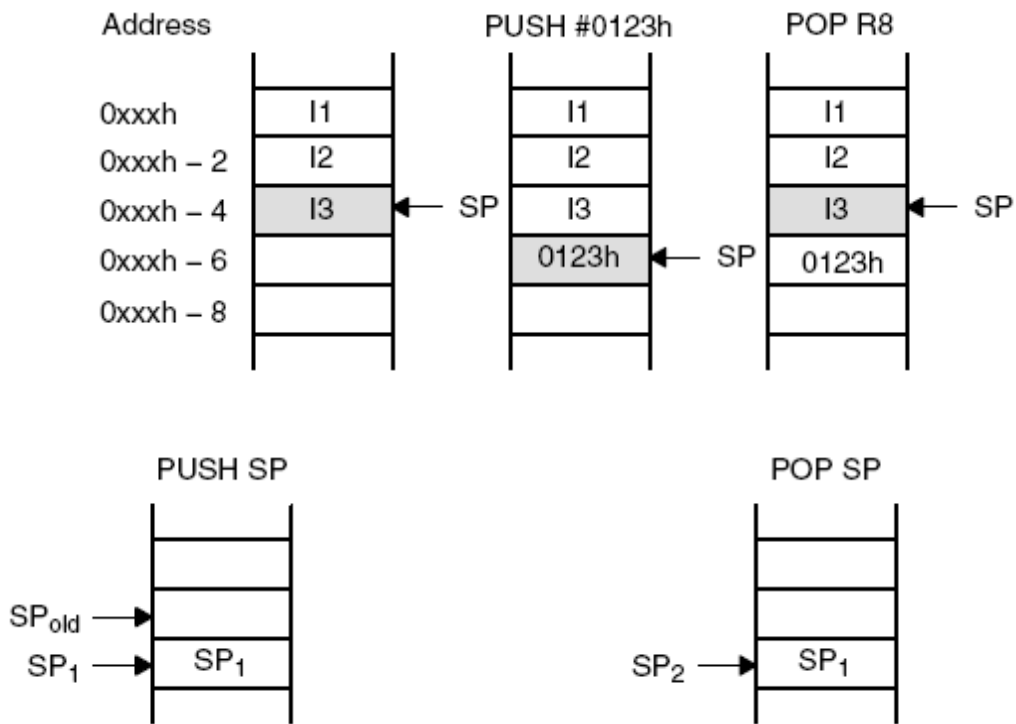 Address PUSH #0123h POP R8
0xxxh I1 I1 I1
0xxxh – 2 I2 I2 I2
0xxxh – 4 I3 SP I3 I3 SP
0xxxh – 6 0123h SP 0123h
0xxxh – 8
PUSH SP POP SP
SPold
SP1 SP1 SP2 SP1